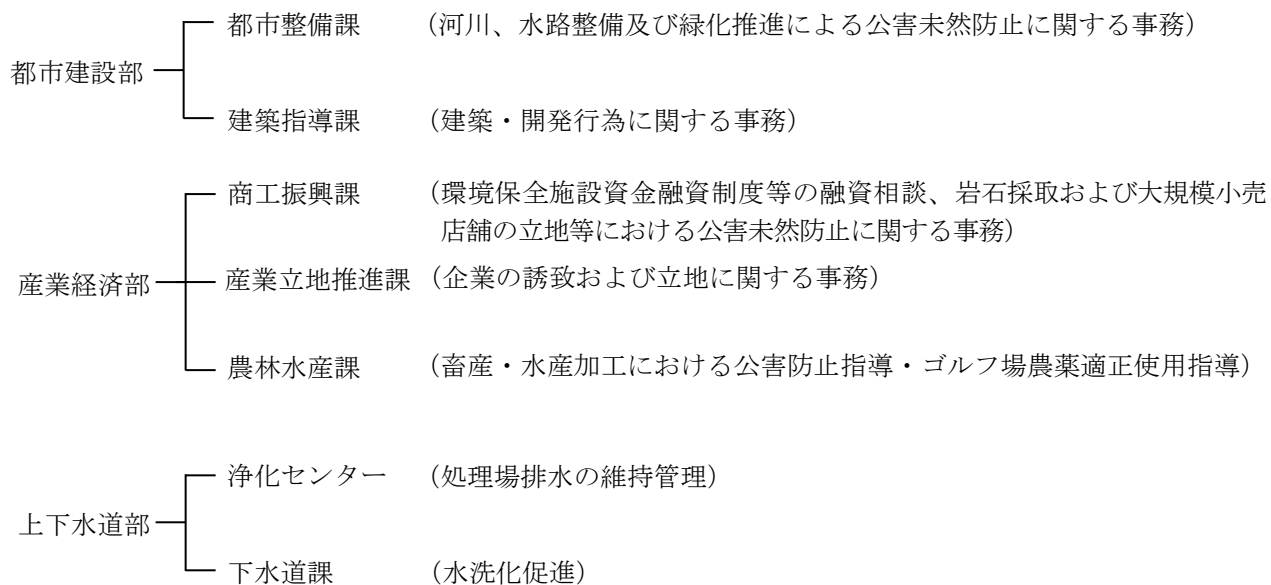 都市整備課 (河川、水路整備及び緑化推進による公害未然防止に関する事務)
都市建設部
建築指導課 (建築・開発行為に関する事務)
商工振興課 (環境保全施設資金融資制度等の融資相談、岩石採取および大規模小売
店舗の立地等における公害未然防止に関する事務)
産業経済部 産業立地推進課 (企業の誘致および立地に関する事務)
農林水産課 (畜産・水産加工における公害防止指導・ゴルフ場農薬適正使用指導)
浄化センター (処理場排水の維持管理)
上下水道部
下水道課 (水洗化促進)